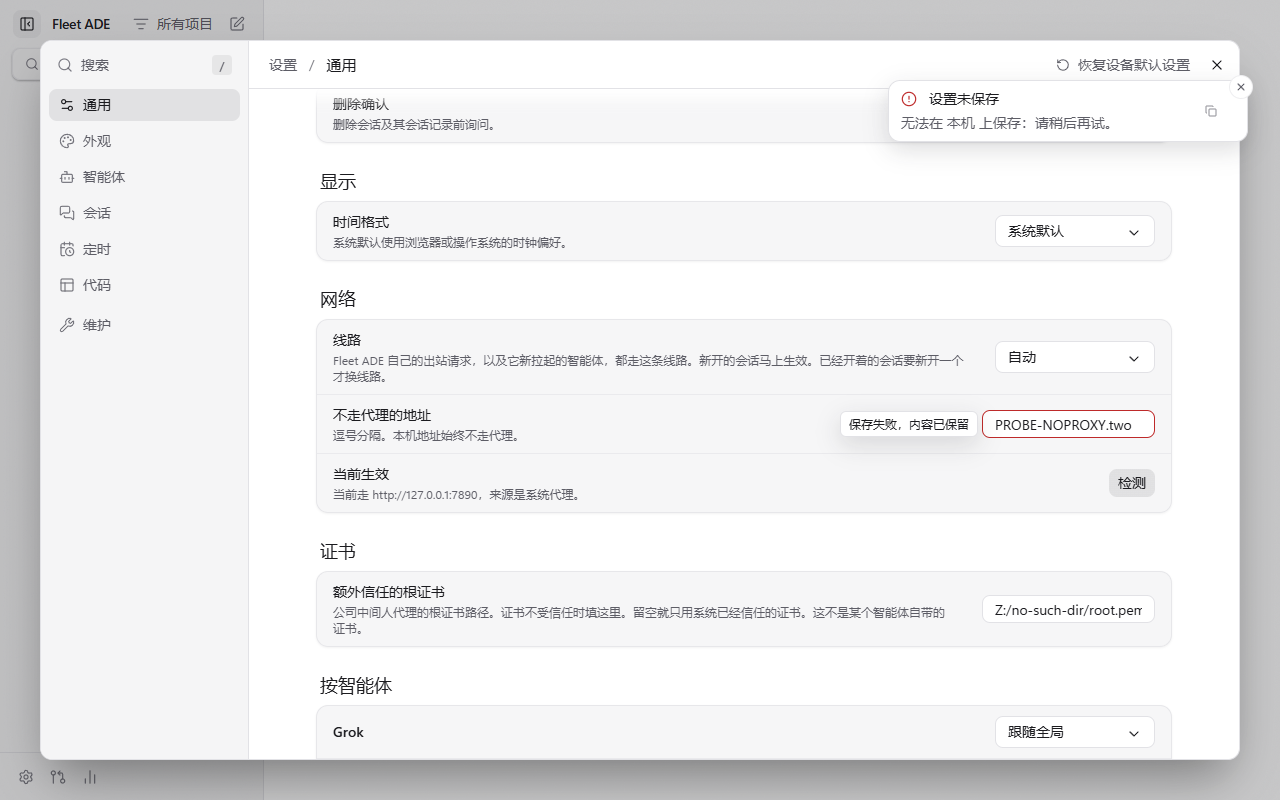 Fleet ADE
所有项目
搜索
/
通用
外观
智能体
会话
定时
代码
维护
设置 / 通用
恢复设备默认设置
设置未保存
无法在 本机 上保存：请稍后再试。
删除确认
删除会话及其会话记录前询问。
显示
时间格式
系统默认使用浏览器或操作系统的时钟偏好。
系统默认
网络
线路
Fleet ADE 自己的出站请求，以及它新拉起的智能体，都走这条线路。新开的会话马上生效。已经开着的会话要新开一个
才换线路。
自动
不走代理的地址
逗号分隔。本机地址始终不走代理。
保存失败，内容已保留
PROBE-NOPROXY.two
当前生效
当前走 http://127.0.0.1:7890，来源是系统代理。
检测
证书
额外信任的根证书
公司中间人代理的根证书路径。证书不受信任时填这里。留空就只用系统已经信任的证书。这不是某个智能体自带的
证书。
Z:/no-such-dir/root.pem
按智能体
Grok
跟随全局